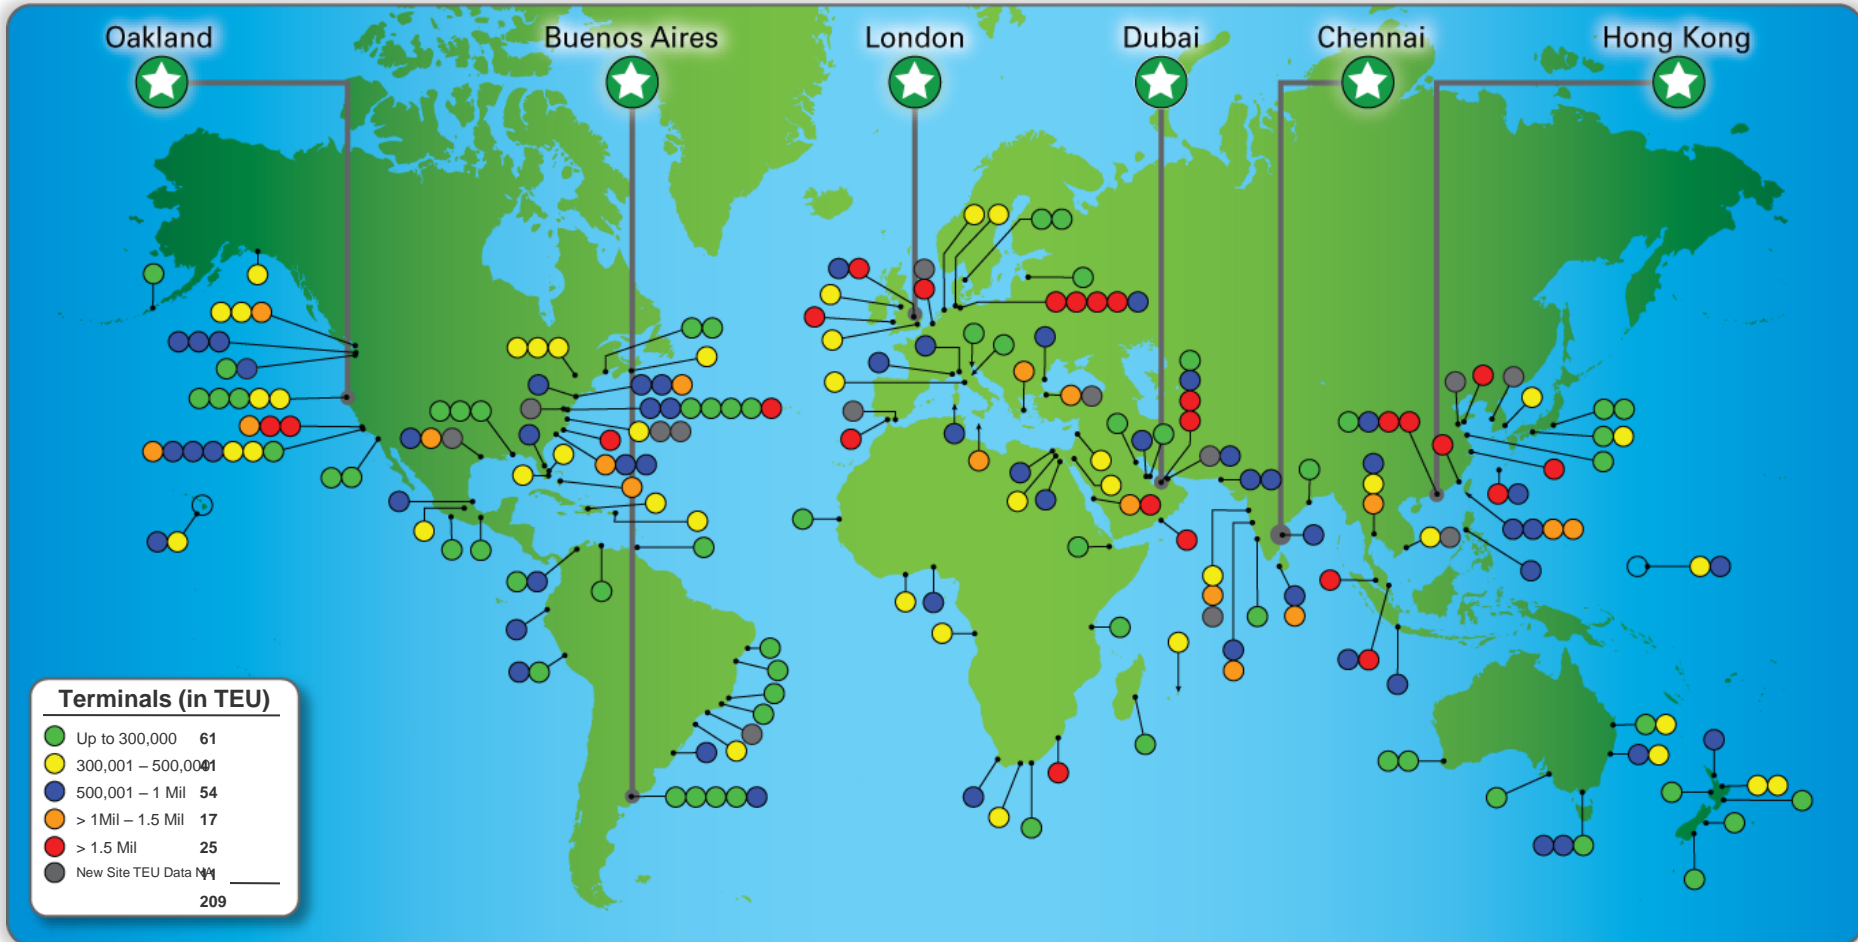 Oakland
Buenos Aires
London
Dubai
Chennai
Hong Kong
Terminals (in TEU)
Up to 300,000 61
300,001 – 500,000 41
500,001 – 1 Mil 54
> 1Mil – 1.5 Mil 17
> 1.5 Mil 25
New Site TEU Data NA 11
209